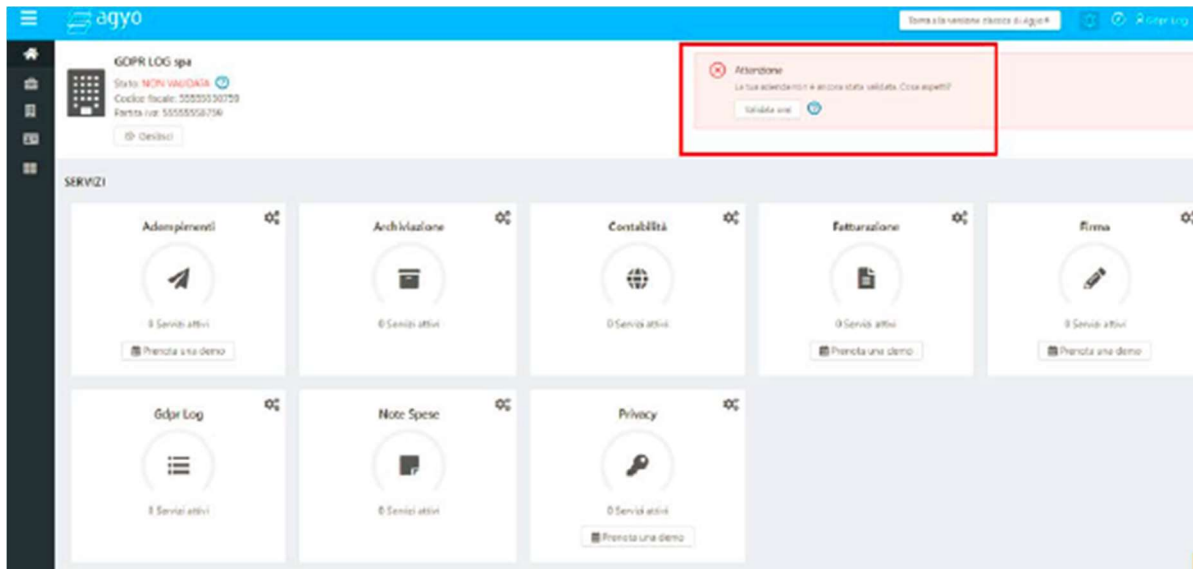 agyo
Torna alla versione classica di Agyo
Gdpr Log
GDPR LOG spa
Stato: NON VALIDATA
Codice fiscale:
Partita iva:
Gestisci
Attenzione
La tua azienda non è ancora stata validata. Cosa aspetti?
Validala ora!
SERVIZI
Adempimenti
Archiviazione
Contabilità
Fatturazione
Firma
0 Servizi attivi
0 Servizi attivi
0 Servizi attivi
0 Servizi attivi
0 Servizi attivi
Prenota una demo
Prenota una demo
Prenota una demo
Gdpr Log
Note Spese
Privacy
0 Servizi attivi
0 Servizi attivi
0 Servizi attivi
Prenota una demo